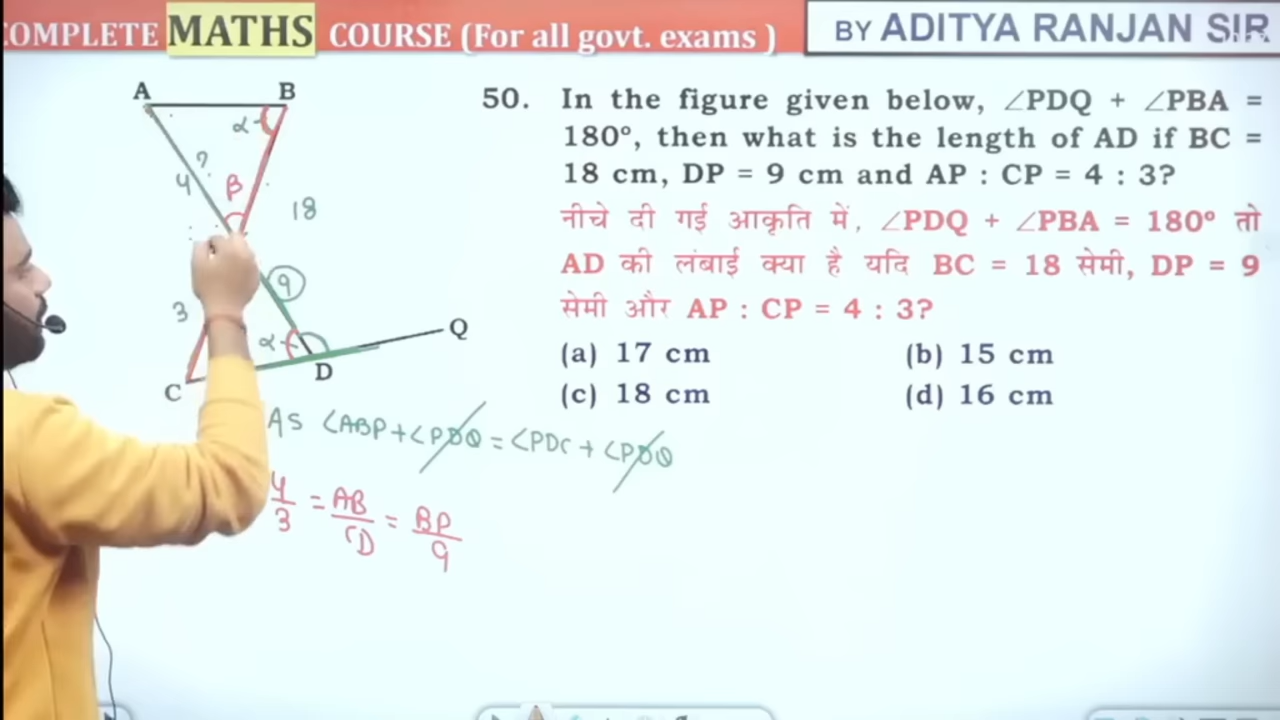 COMPLETE MATHS COURSE (For all govt. exams )
BY ADITYA RANJAN SIR
A
B
α
?
4
β
18
9
3
α
Q
D
C
50. In the figure given below, ∠PDQ + ∠PBA =
180°, then what is the length of AD if BC =
18 cm, DP = 9 cm and AP : CP = 4 : 3?
नीचे दी गई आकृति में, ∠PDQ + ∠PBA = 180° तो
AD की लंबाई क्या है यदि BC = 18 सेमी, DP = 9
सेमी और AP : CP = 4 : 3?
(a) 17 cm (b) 15 cm
(c) 18 cm (d) 16 cm
AS ∠ABP+∠PDQ = ∠PDC + ∠PDQ
4/3 = AB/CD = BP/9